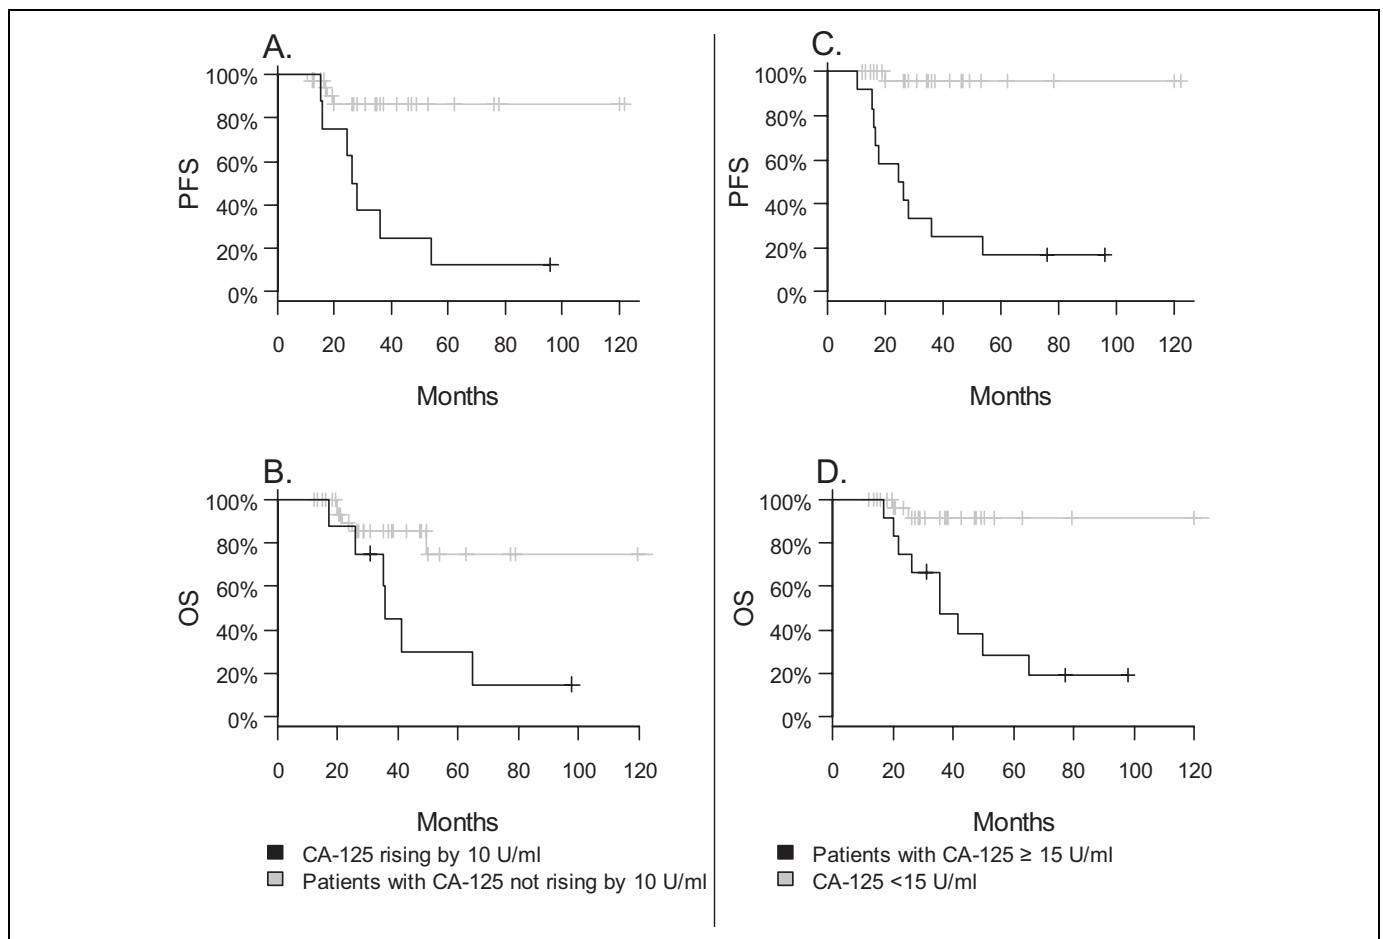 A.
100%
80%
60%
40%
20%
0%
PFS
0 20 40 60 80 100 120
Months
B.
100%
80%
60%
40%
20%
0%
OS
0 20 40 60 80 100 120
Months
CA-125 rising by 10 U/ml
Patients with CA-125 not rising by 10 U/ml
C.
100%
80%
60%
40%
20%
0%
PFS
0 20 40 60 80 100 120
Months
D.
100%
80%
60%
40%
20%
0%
OS
0 20 40 60 80 100 120
Months
Patients with CA-125 ≥ 15 U/ml
CA-125 <15 U/ml